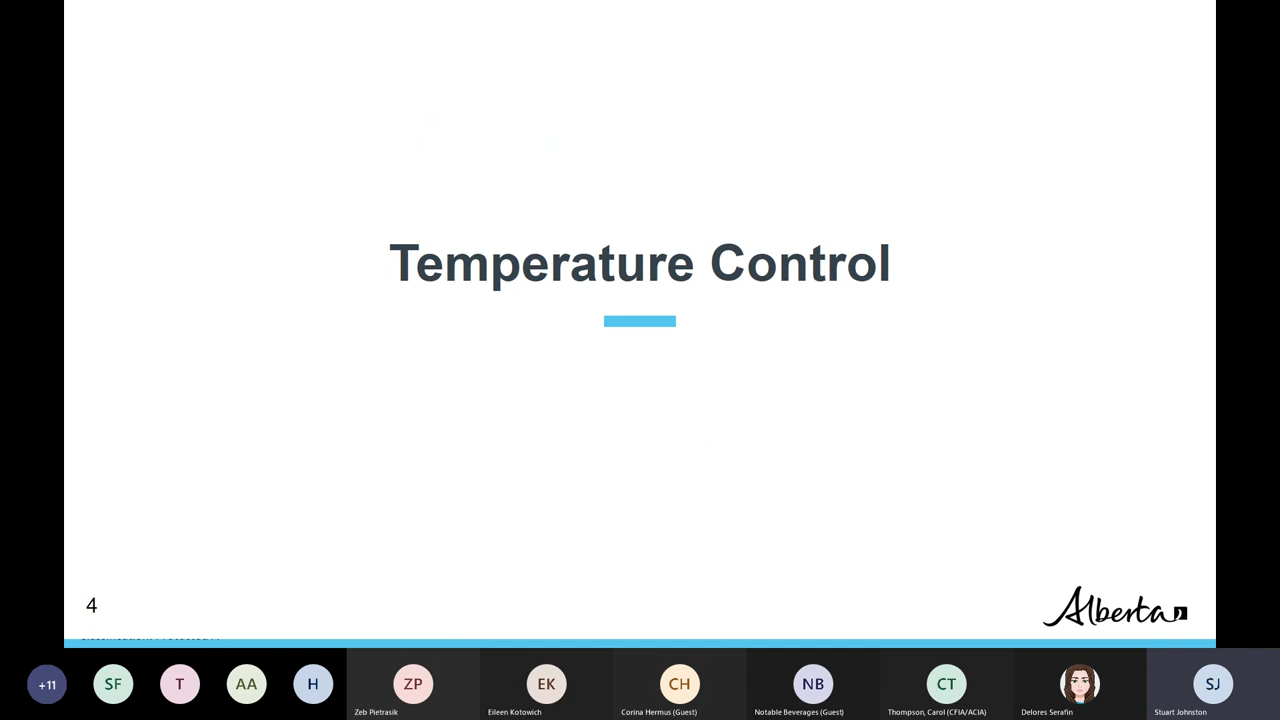 Temperature Control
4
Alberta
+11
SF
T
AA
H
ZP
EK
CH
NB
CT
SJ
Zeb Pietrasik
Eileen Kotowich
Corina Hermus (Guest)
Notable Beverages (Guest)
Thompson, Carol (CFIA/ACIA)
Delores Serafin
Stuart Johnston